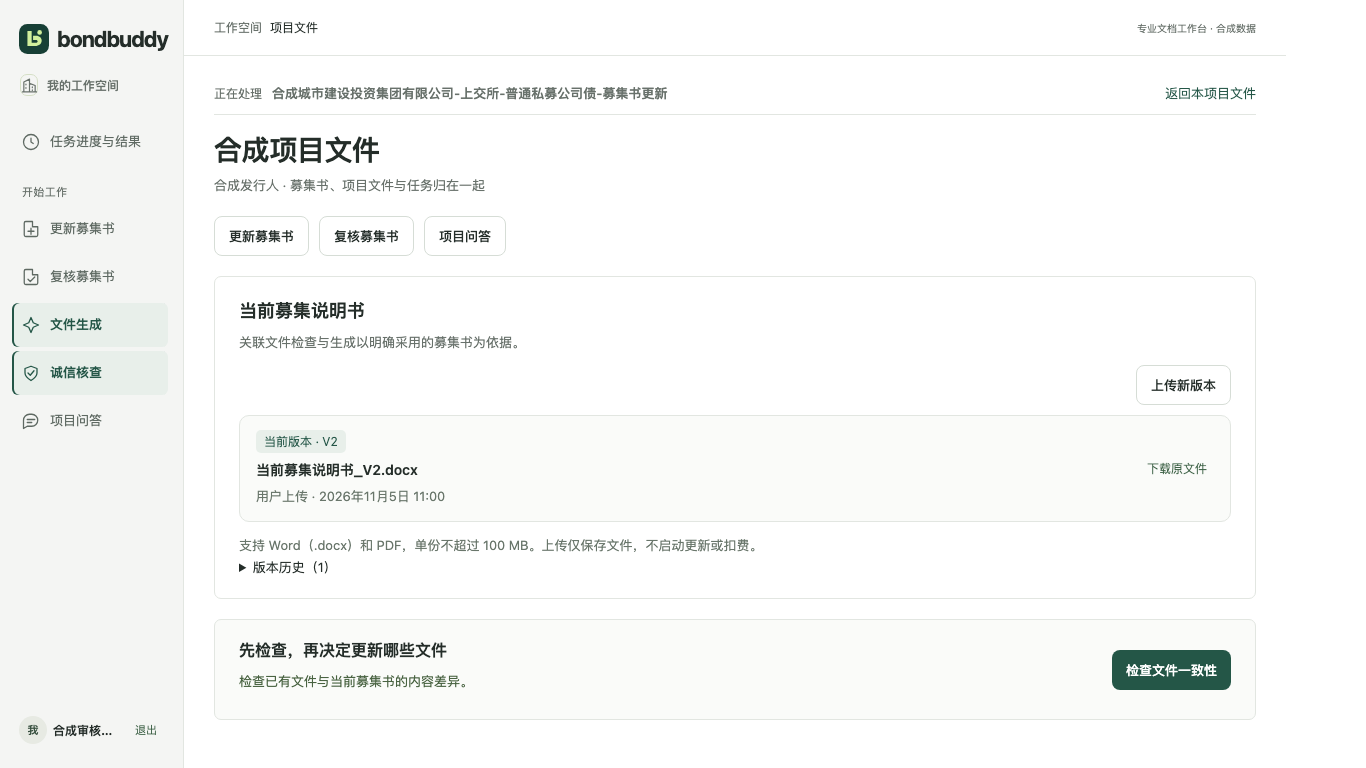 bondbuddy
我的工作空间
任务进度与结果
开始工作
更新募集书
复核募集书
文件生成
诚信核查
项目问答
我 合成审核... 退出
工作空间 项目文件
专业文档工作台 · 合成数据
正在处理 合成城市建设投资集团有限公司-上交所-普通私募公司债-募集书更新
返回本项目文件
合成项目文件
合成发行人 · 募集书、项目文件与任务归在一起
更新募集书 复核募集书 项目问答
当前募集说明书
关联文件检查与生成以明确采用的募集书为依据。
上传新版本
当前版本 · V2
当前募集说明书_V2.docx
下载原文件
用户上传 · 2026年11月5日 11:00
支持 Word（.docx）和 PDF，单份不超过 100 MB。上传仅保存文件，不启动更新或扣费。
版本历史（1）
先检查，再决定更新哪些文件
检查已有文件与当前募集书的内容差异。
检查文件一致性